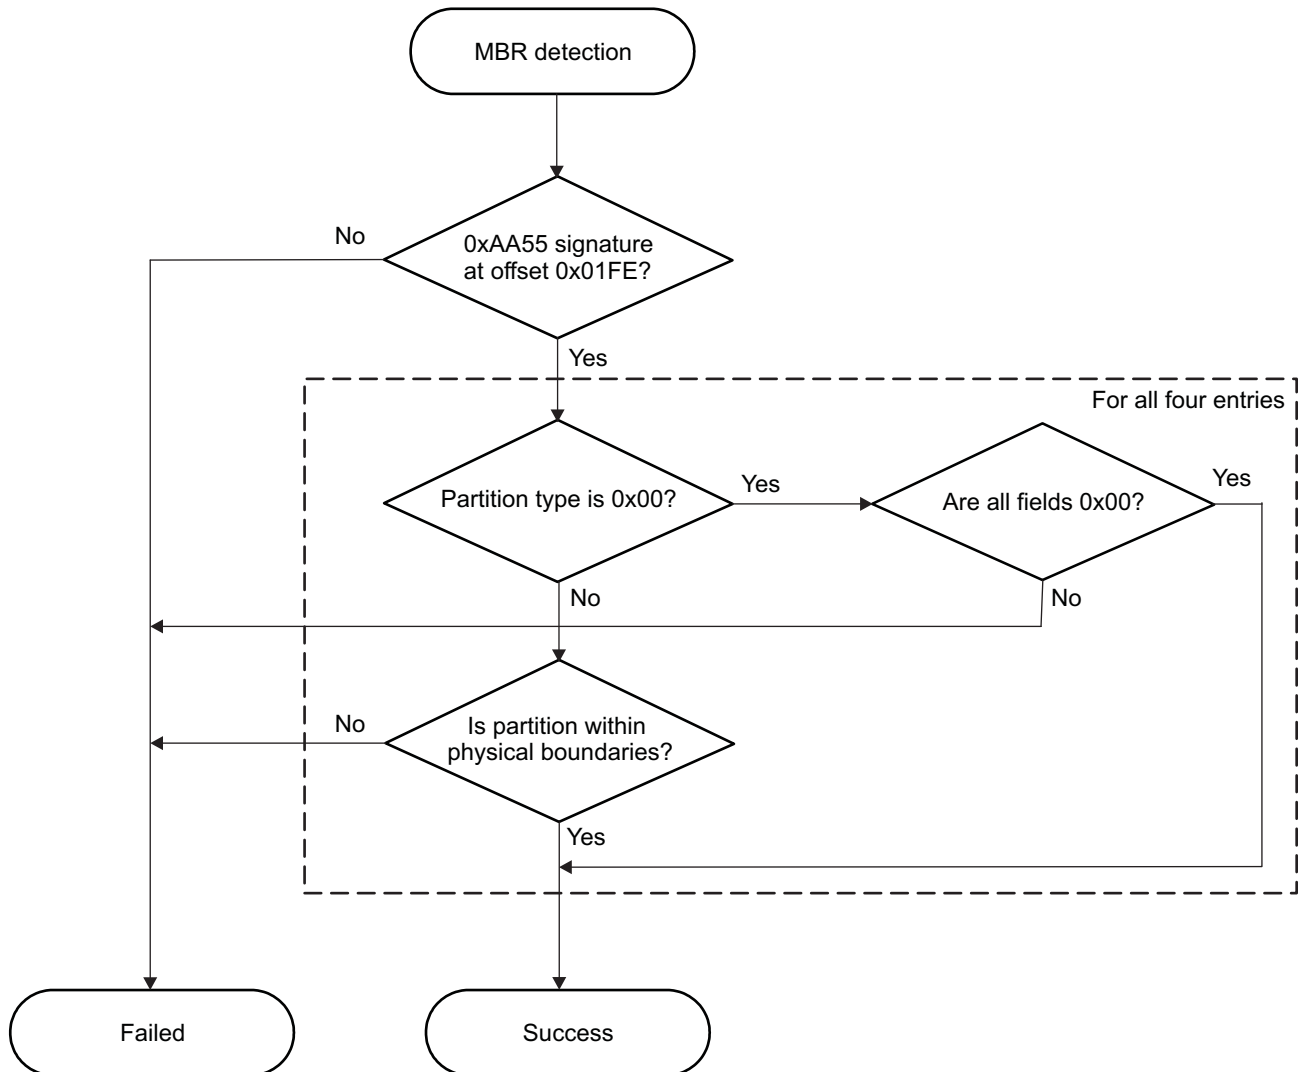 MBR detection
No
0xAA55 signature
at offset 0x01FE?
Yes
For all four entries
Partition type is 0x00?
Yes
Are all fields 0x00?
Yes
No
No
No
Is partition within
physical boundaries?
Yes
Failed
Success